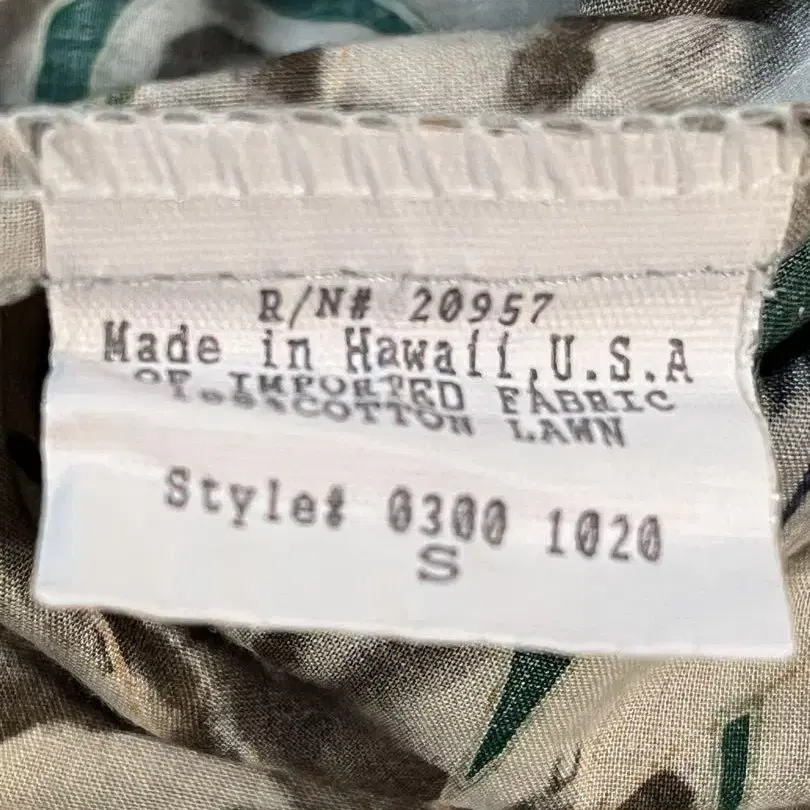 R/N# 20957
Made in Hawaii,U.S.A
OF IMPORTED FABRIC
COTTON LAWN
Style# 0300 1020
S